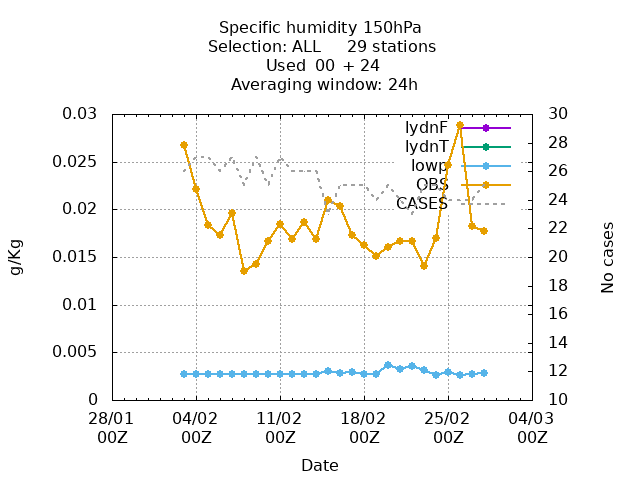 Specific humidity 150hPa
Selection: ALL 29 stations
Used 00 + 24
Averaging window: 24h
0.03
0.025
0.02
0.015
0.01
0.005
0
g/Kg
30
28
26
24
22
20
18
16
14
12
10
No cases
lydnF
lydnT
lowp
OBS
CASES
28/01 04/02 11/02 18/02 25/02 04/03
00Z 00Z 00Z 00Z 00Z 00Z
Date